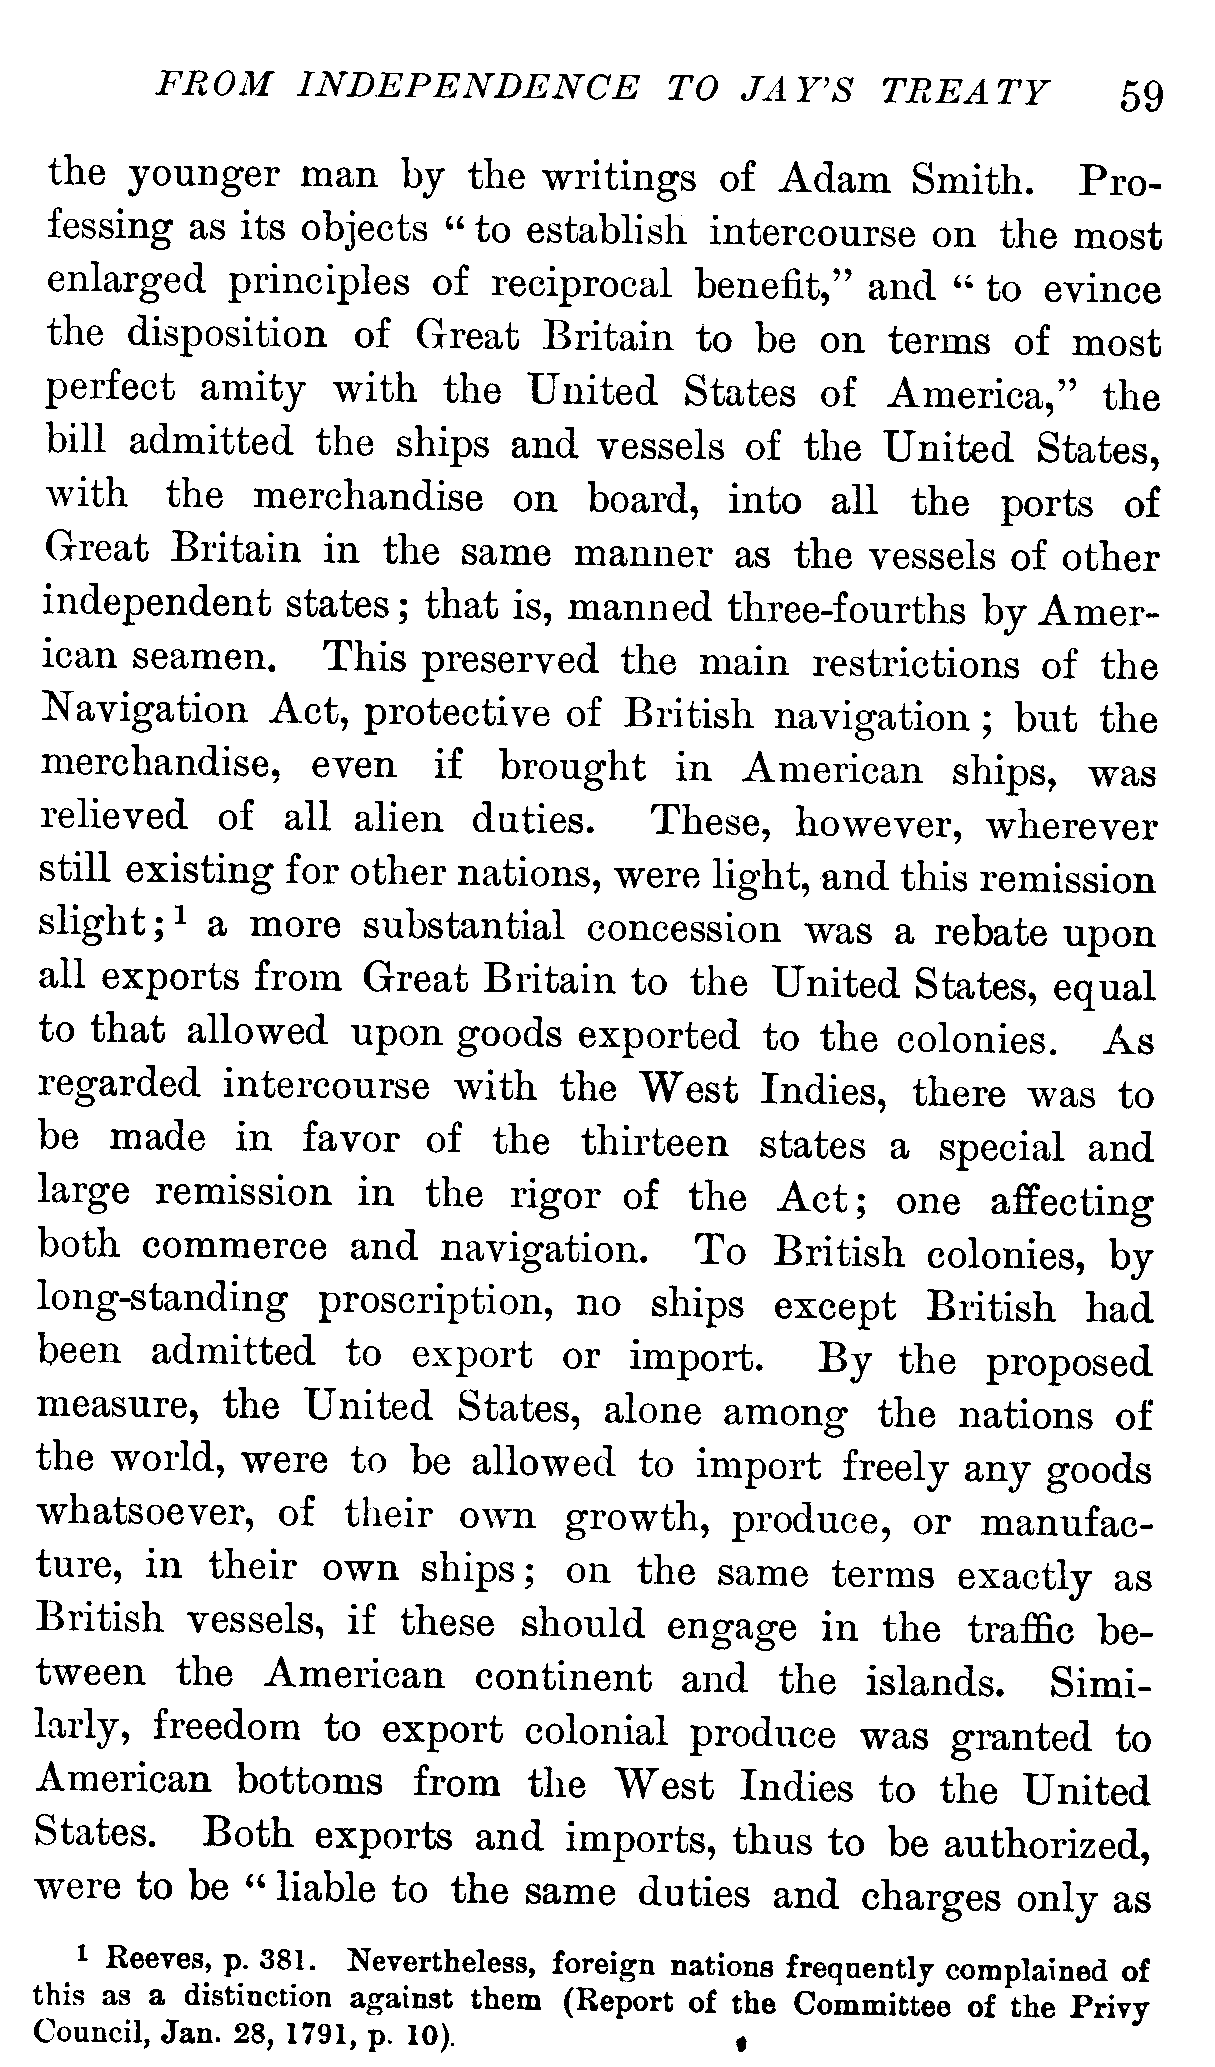 FROM INDEPENDENCE TO JAY'S TREATY 59
the younger man by the writings of Adam Smith. Pro-
fessing as its objects “to establish intercourse on the most
enlarged principles of reciprocal benefit,” and “to evince
the disposition of Great Britain to be on terms of most
perfect amity with the United States of America,” the
bill admitted the ships and vessels of the United States,
with the merchandise on board, into all the ports of
Great Britain in the same manner as the vessels of other
independent states; that is, manned three-fourths by Amer-
ican seamen. This preserved the main restrictions of the
Navigation Act, protective of British navigation; but the
merchandise, even if brought in American ships, was
relieved of all alien duties. These, however, wherever
still existing for other nations, were light, and this remission
slight;¹ a more substantial concession was a rebate upon
all exports from Great Britain to the United States, equal
to that allowed upon goods exported to the colonies. As
regarded intercourse with the West Indies, there was to
be made in favor of the thirteen states a special and
large remission in the rigor of the Act; one affecting
both commerce and navigation. To British colonies, by
long-standing proscription, no ships except British had
been admitted to export or import. By the proposed
measure, the United States, alone among the nations of
the world, were to be allowed to import freely any goods
whatsoever, of their own growth, produce, or manufac-
ture, in their own ships; on the same terms exactly as
British vessels, if these should engage in the traffic be-
tween the American continent and the islands. Simi-
larly, freedom to export colonial produce was granted to
American bottoms from the West Indies to the United
States. Both exports and imports, thus to be authorized,
were to be “liable to the same duties and charges only as
¹ Reeves, p. 381. Nevertheless, foreign nations frequently complained of
this as a distinction against them (Report of the Committee of the Privy
Council, Jan. 28, 1791, p. 10).